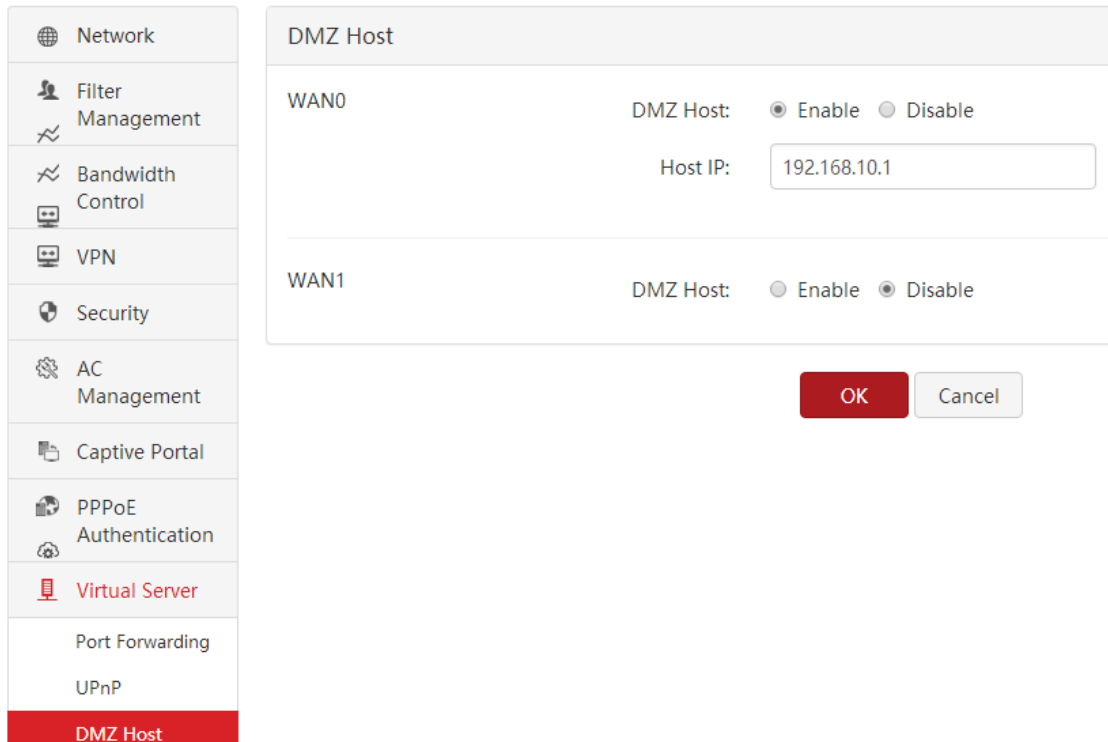 Network
Filter
Management
Bandwidth
Control
VPN
Security
AC
Management
Captive Portal
PPPoE
Authentication
Virtual Server
Port Forwarding
UPnP
DMZ Host
DMZ Host
WAN0
DMZ Host: Enable Disable
Host IP: 192.168.10.1
WAN1
DMZ Host: Enable Disable
OK Cancel